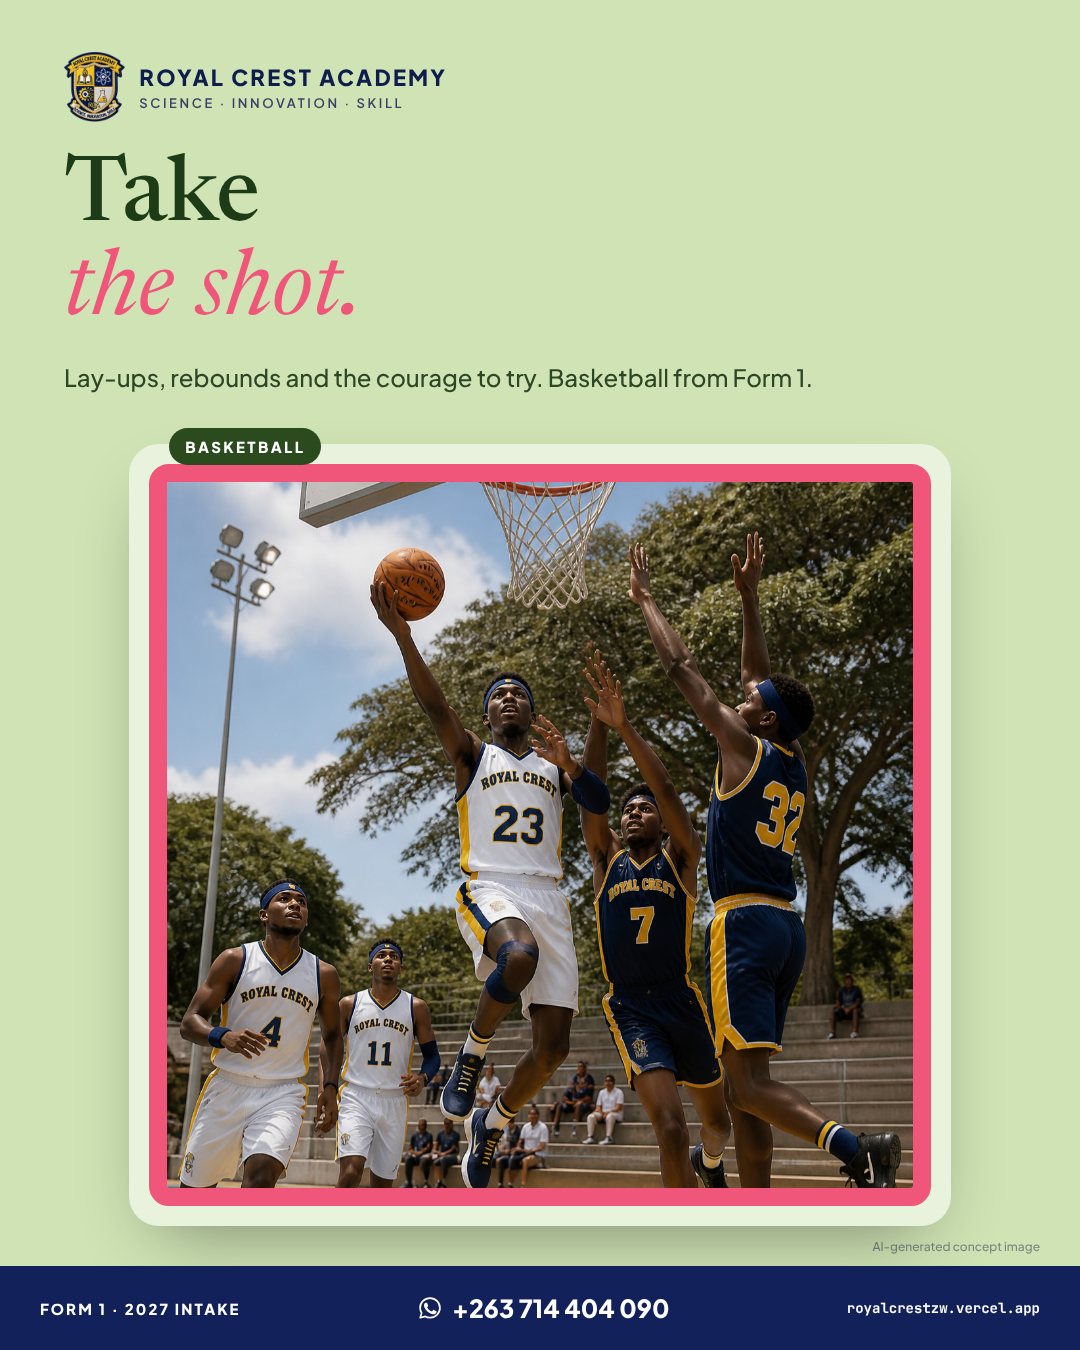 ROYAL CREST ACADEMY
SCIENCE · INNOVATION · SKILL
Take
the shot.
Lay-ups, rebounds and the courage to try. Basketball from Form 1.
BASKETBALL
ROYAL CREST
23
32
ROYAL CREST
7
ROYAL CREST
4
ROYAL CREST
11
AI-generated concept image
FORM 1 · 2027 INTAKE
+263 714 404 090
royalcrestzw.vercel.app